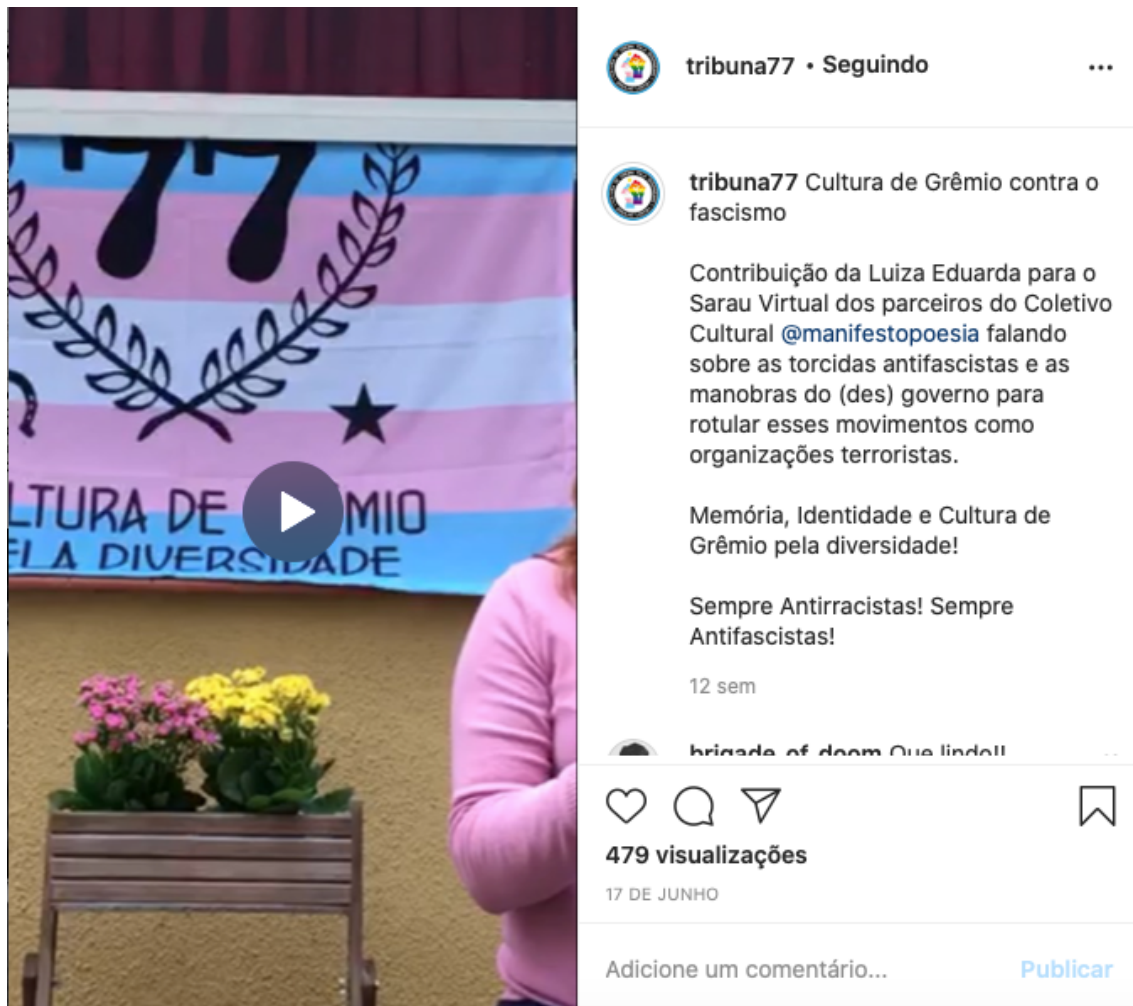 77
LTURA DE MIO
ELA DIVERSIDADE
tribuna77 • Seguindo
tribuna77 Cultura de Grêmio contra o
fascismo
Contribuição da Luiza Eduarda para o
Sarau Virtual dos parceiros do Coletivo
Cultural @manifestopoesia falando
sobre as torcidas antifascistas e as
manobras do (des) governo para
rotular esses movimentos como
organizações terroristas.
Memória, Identidade e Cultura de
Grêmio pela diversidade!
Sempre Antirracistas! Sempre
Antifascistas!
12 sem
brigade_of_doom Que lindo!!
479 visualizações
17 DE JUNHO
Adicione um comentário...
Publicar